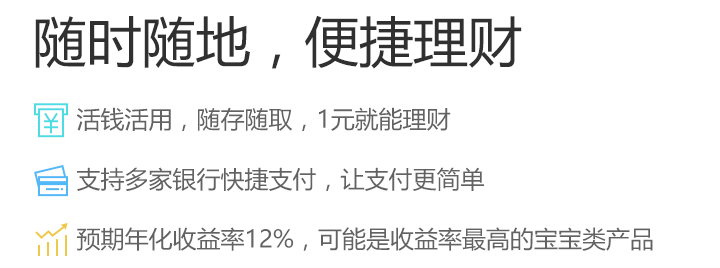 随时随地，便捷理财
活钱活用，随存随取，1元就能理财
支持多家银行快捷支付，让支付更简单
预期年化收益率12%，可能是收益率最高的宝宝类产品